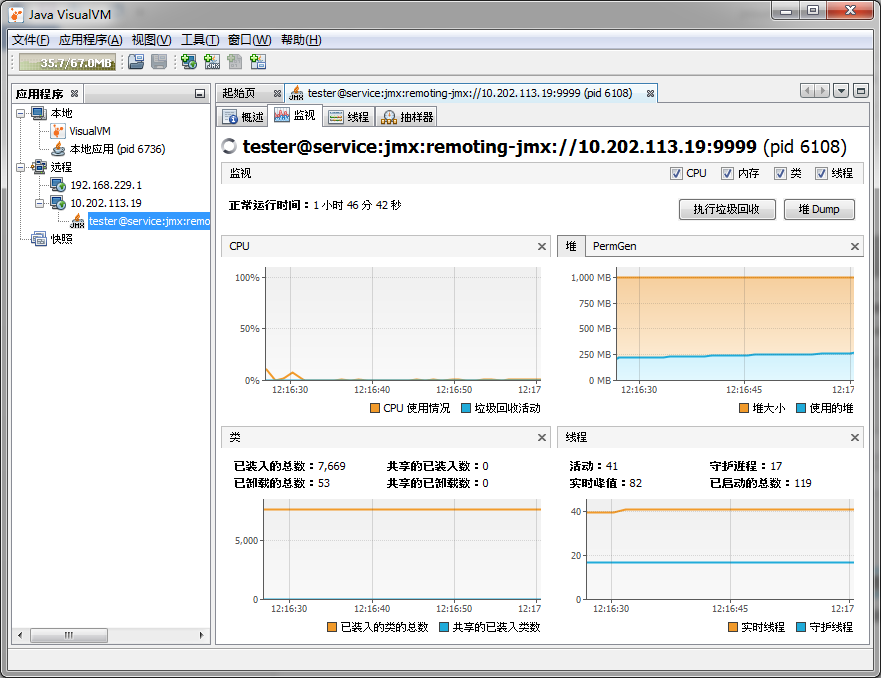 Java VisualVM
文件(F) 应用程序(A) 视图(V) 工具(T) 窗口(W) 帮助(H)
35.7/67.0MB
应用程序
本地
VisualVM
本地应用 (pid 6736)
远程
192.168.229.1
10.202.113.19
tester@service:jmx:remo
快照
起始页 tester@service:jmx:remoting-jmx://10.202.113.19:9999 (pid 6108)
概述 监视 线程 抽样器
tester@service:jmx:remoting-jmx://10.202.113.19:9999 (pid 6108)
监视 CPU 内存 类 线程
正常运行时间：1 小时 46 分 42 秒
执行垃圾回收 堆 Dump
CPU
100%
50%
0%
12:16:30 12:16:40 12:16:50 12:17
CPU 使用情况 垃圾回收活动
堆 PermGen
1,000 MB
750 MB
500 MB
250 MB
0 MB
12:16:30 12:16:45 12:17
堆大小 使用的堆
类
已装入的总数：7,669 共享的已装入数：0
已卸载的总数：53 共享的已卸载数：0
5,000
0
12:16:30 12:16:40 12:16:50 12:17
已装入的类的总数 共享的已装入类数
线程
活动：41 守护进程：17
实时峰值：82 已启动的总数：119
40
20
0
12:16:30 12:16:45 12:17
实时线程 守护线程